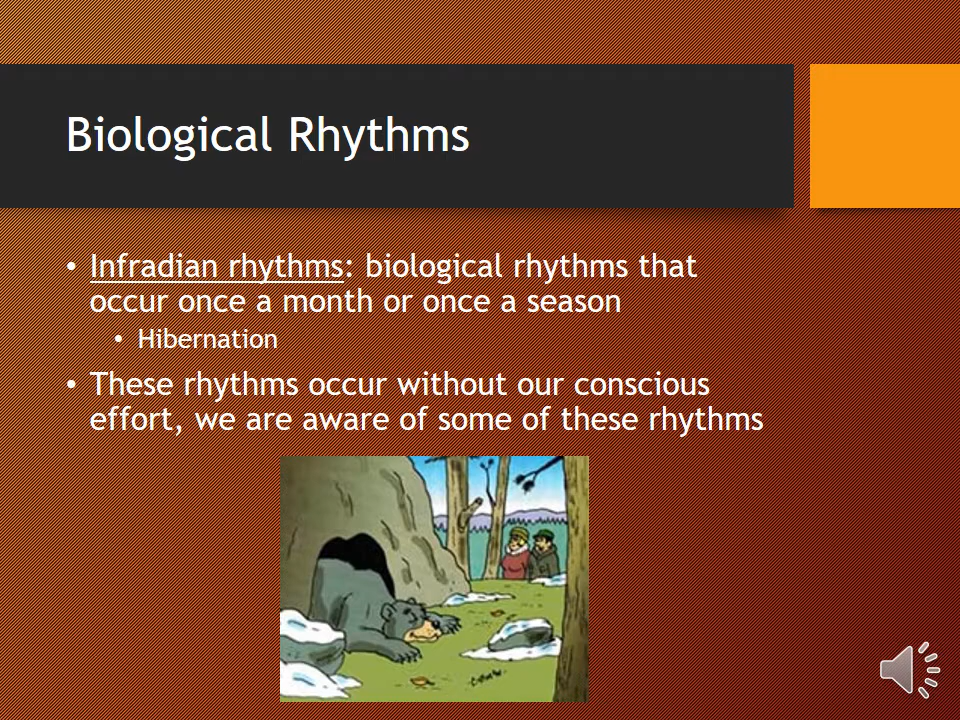 Biological Rhythms
• Infradian rhythms: biological rhythms that
occur once a month or once a season
• Hibernation
• These rhythms occur without our conscious
effort, we are aware of some of these rhythms